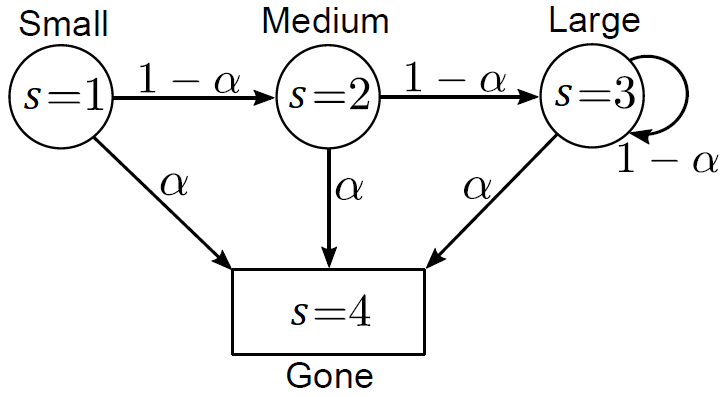 Small Medium Large
s=1 1 − α s=2 1 − α s=3
1 − α
α α α
s=4
Gone